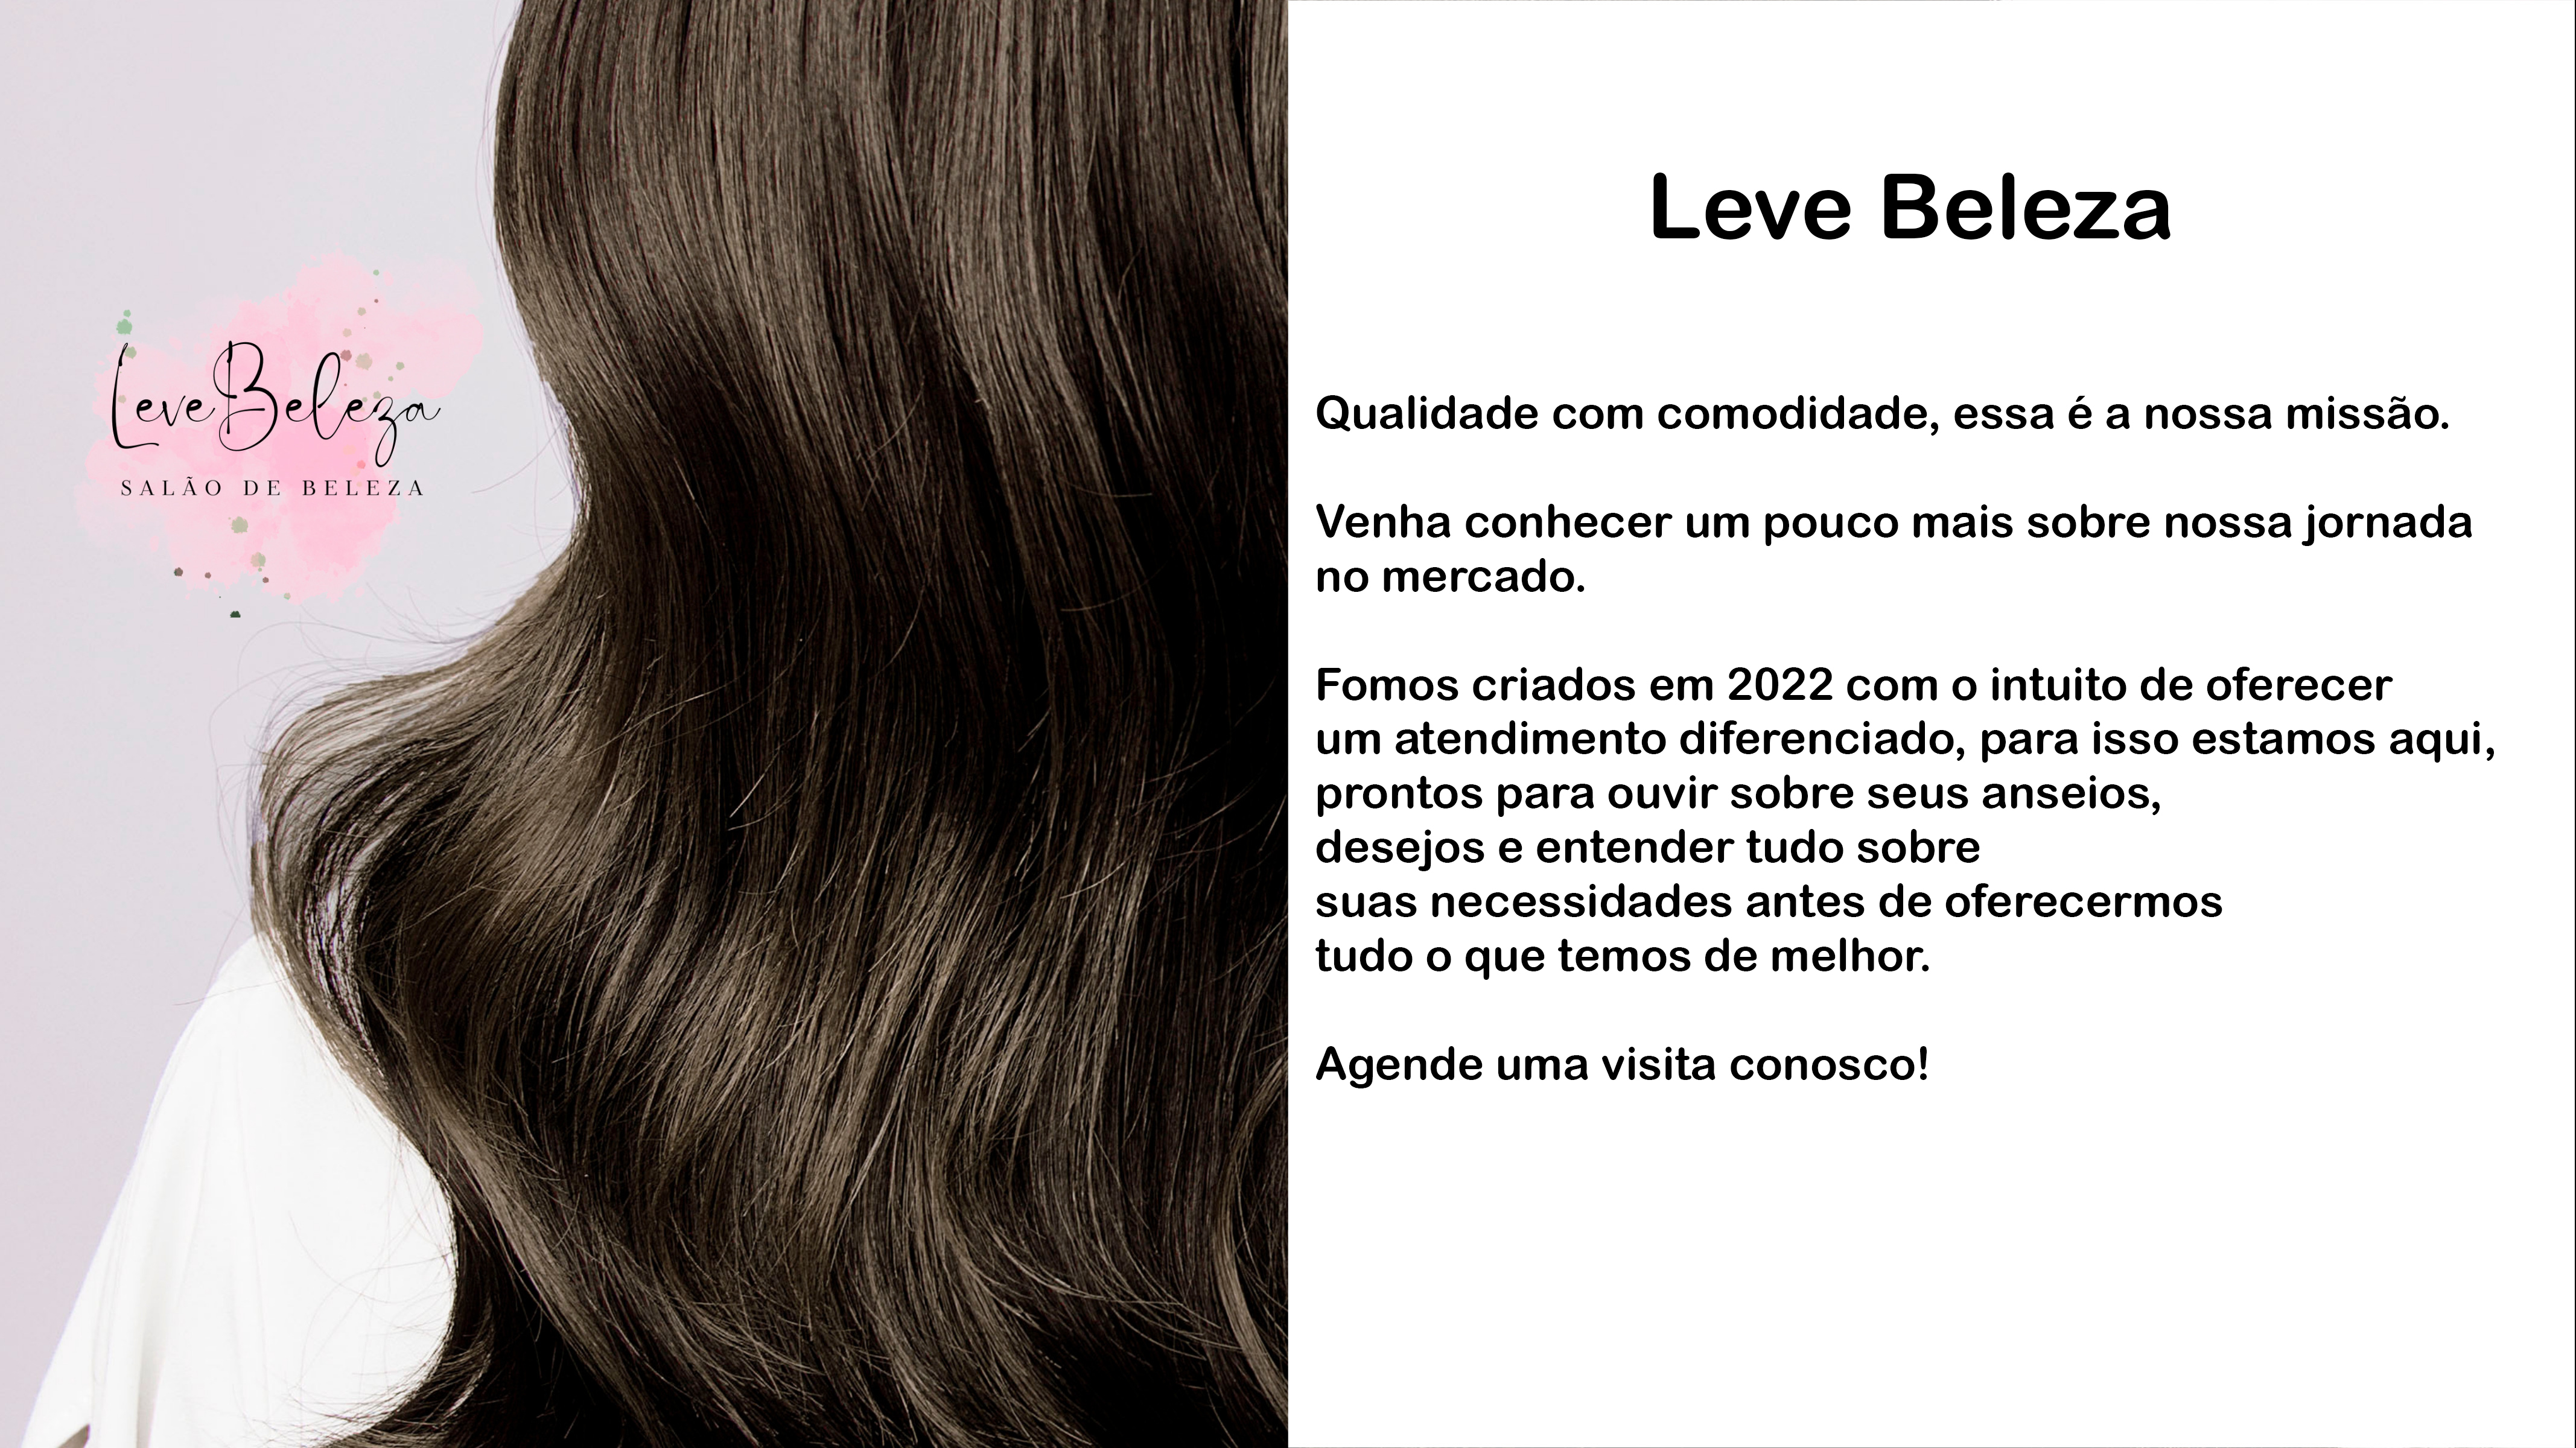 Leve Beleza
SALÃO DE BELEZA
Leve Beleza
Qualidade com comodidade, essa é a nossa missão.
Venha conhecer um pouco mais sobre nossa jornada
no mercado.
Fomos criados em 2022 com o intuito de oferecer
um atendimento diferenciado, para isso estamos aqui,
prontos para ouvir sobre seus anseios,
desejos e entender tudo sobre
suas necessidades antes de oferecermos
tudo o que temos de melhor.
Agende uma visita conosco!